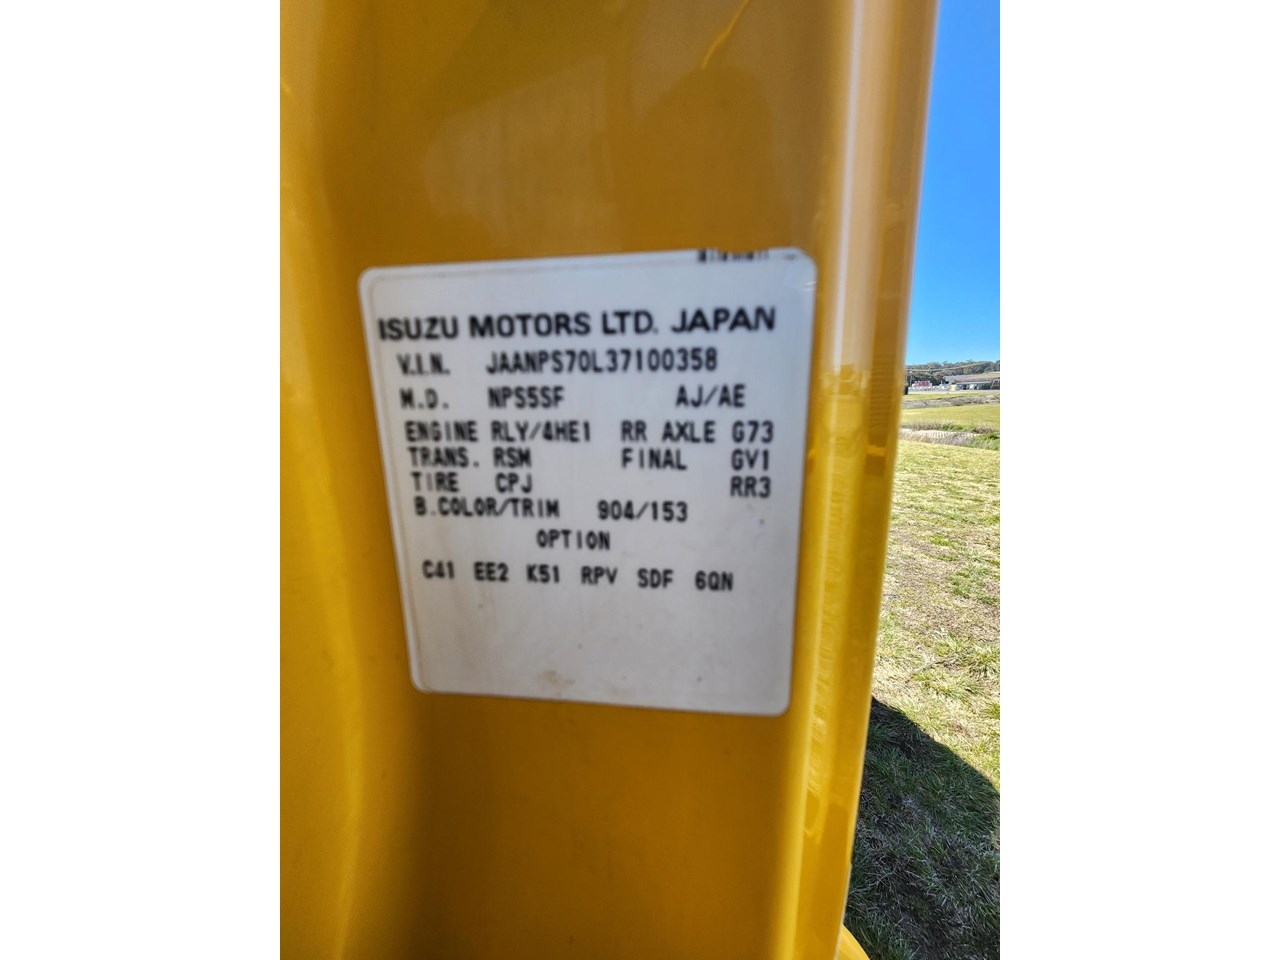 ISUZU MOTORS LTD. JAPAN
V.I.N. JAANPS70L37100358
M.D. NPS5SF AJ/AE
ENGINE RLY/4HE1 RR AXLE G73
TRANS. RSM FINAL GV1
TIRE CPJ RR3
B.COLOR/TRIM 904/153
OPTION
C41 EE2 K51 RPV SDF 6QN